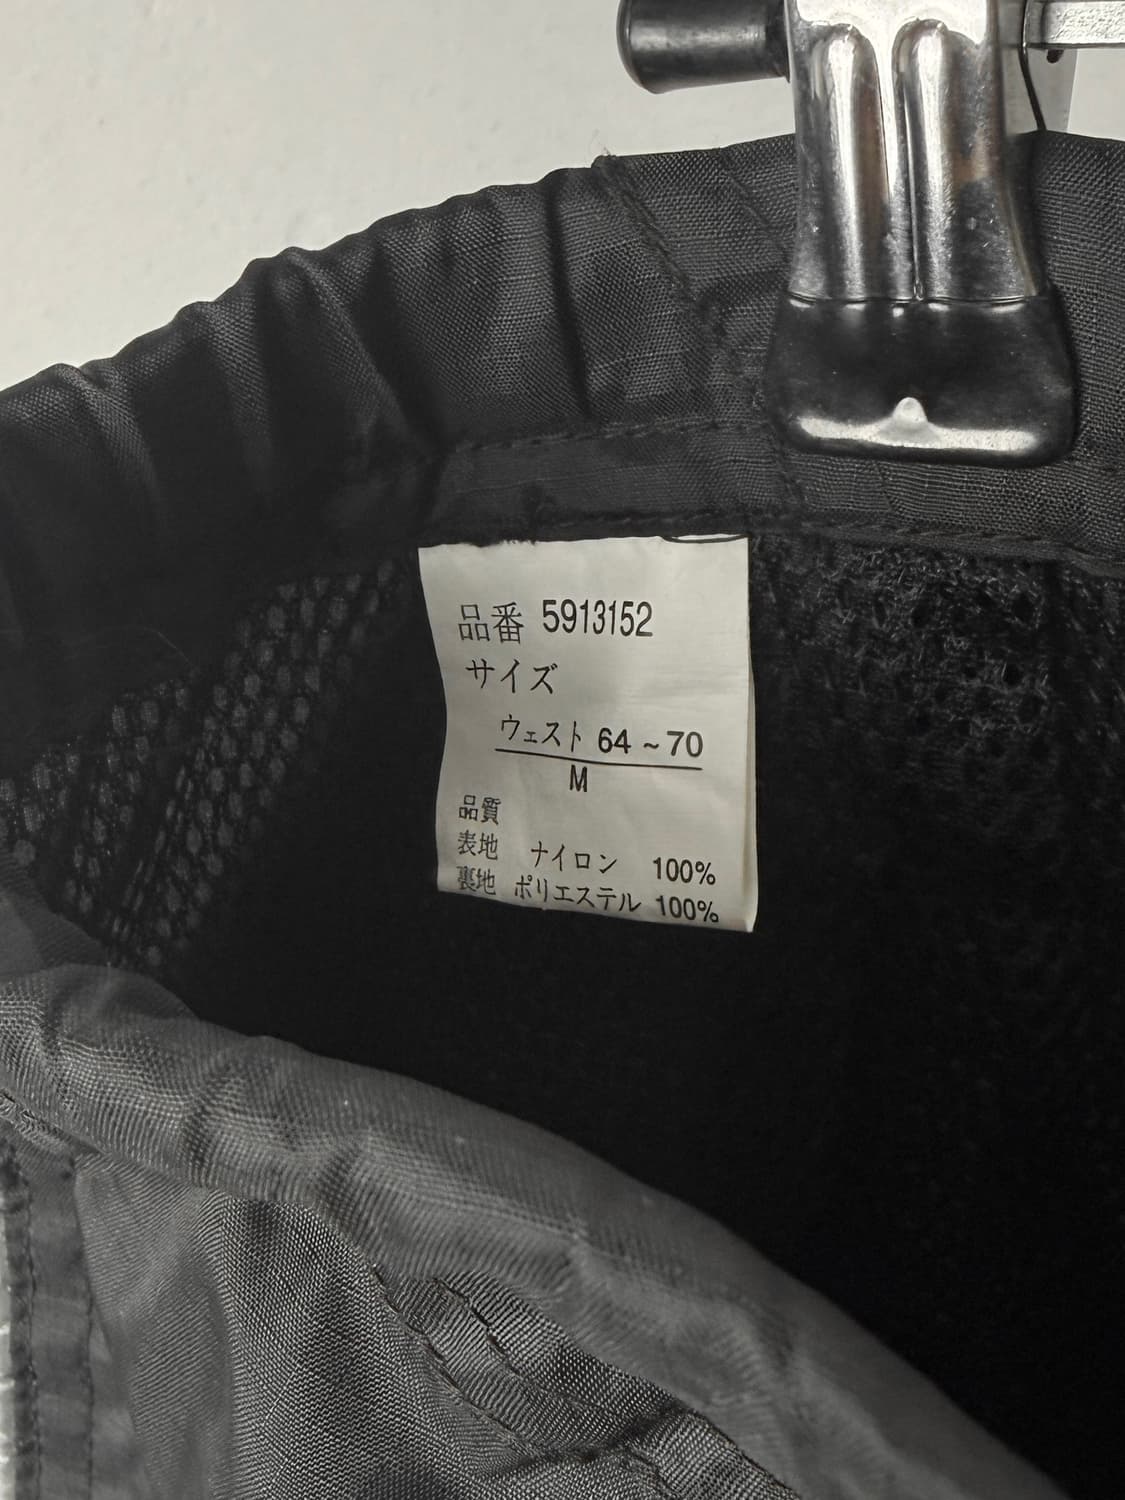 品番 5913152
サイズ
ウェスト 64 ~ 70
M
品質
表地 ナイロン 100%
裏地 ポリエステル 100%